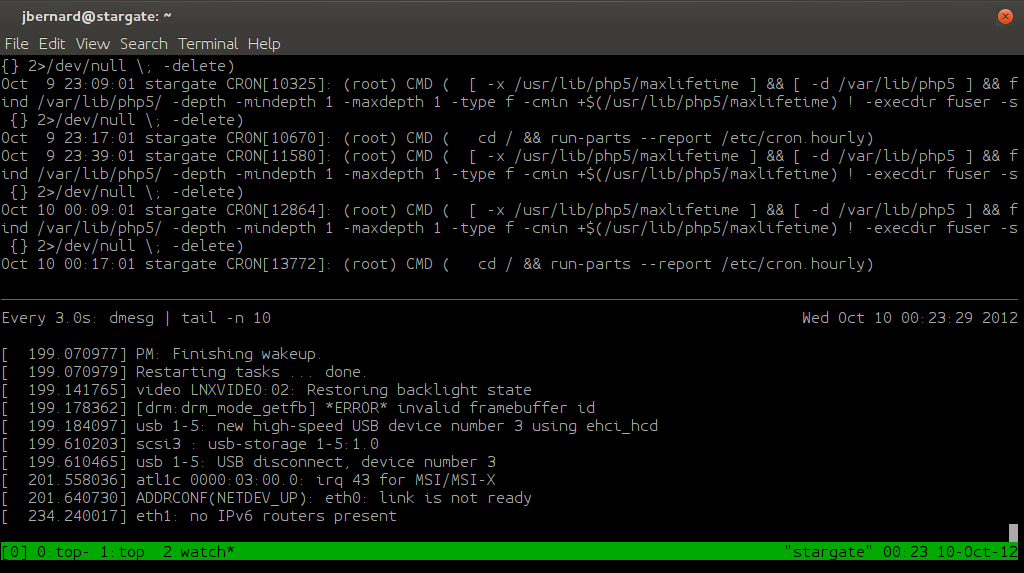 jbernard@stargate: ~
File Edit View Search Terminal Help
{} 2>/dev/null \; -delete)
Oct  9 23:09:01 stargate CRON[10325]: (root) CMD (  [ -x /usr/lib/php5/maxlifetime ] && [ -d /var/lib/php5 ] && f
ind /var/lib/php5/ -depth -mindepth 1 -maxdepth 1 -type f -cmin +$(/usr/lib/php5/maxlifetime) ! -execdir fuser -s
 {} 2>/dev/null \; -delete)
Oct  9 23:17:01 stargate CRON[10670]: (root) CMD (   cd / && run-parts --report /etc/cron.hourly)
Oct  9 23:39:01 stargate CRON[11580]: (root) CMD (  [ -x /usr/lib/php5/maxlifetime ] && [ -d /var/lib/php5 ] && f
ind /var/lib/php5/ -depth -mindepth 1 -maxdepth 1 -type f -cmin +$(/usr/lib/php5/maxlifetime) ! -execdir fuser -s
 {} 2>/dev/null \; -delete)
Oct 10 00:09:01 stargate CRON[12864]: (root) CMD (  [ -x /usr/lib/php5/maxlifetime ] && [ -d /var/lib/php5 ] && f
ind /var/lib/php5/ -depth -mindepth 1 -maxdepth 1 -type f -cmin +$(/usr/lib/php5/maxlifetime) ! -execdir fuser -s
 {} 2>/dev/null \; -delete)
Oct 10 00:17:01 stargate CRON[13772]: (root) CMD (   cd / && run-parts --report /etc/cron.hourly)
Every 3.0s: dmesg | tail -n 10 Wed Oct 10 00:23:29 2012
[  199.070977] PM: Finishing wakeup.
[  199.070979] Restarting tasks ... done.
[  199.141765] video LNXVIDEO:02: Restoring backlight state
[  199.178362] [drm:drm_mode_getfb] *ERROR* invalid framebuffer id
[  199.184097] usb 1-5: new high-speed USB device number 3 using ehci_hcd
[  199.610203] scsi3 : usb-storage 1-5:1.0
[  199.610465] usb 1-5: USB disconnect, device number 3
[  201.558036] atl1c 0000:03:00.0: irq 43 for MSI/MSI-X
[  201.640730] ADDRCONF(NETDEV_UP): eth0: link is not ready
[  234.240017] eth1: no IPv6 routers present
[0] 0:top- 1:top  2:watch* "stargate" 00:23 10-Oct-12